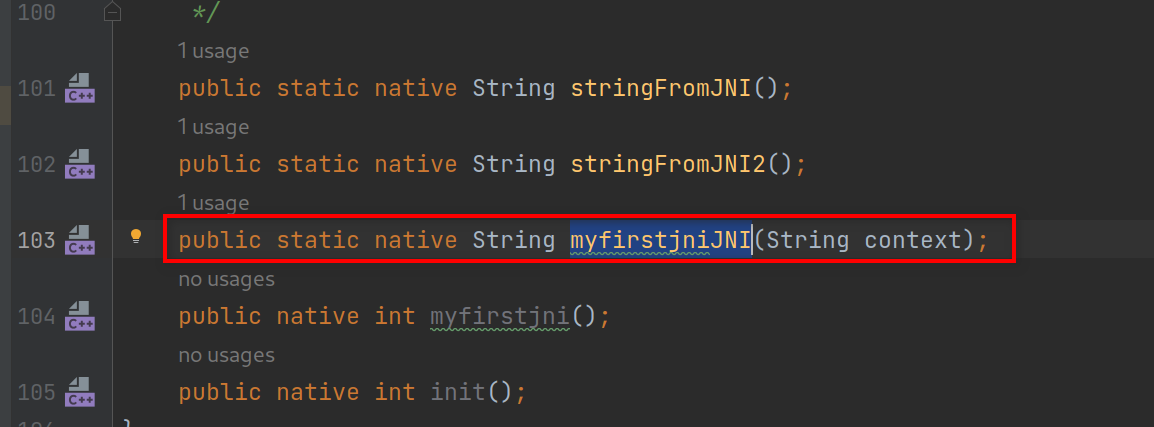 100 */
1 usage
101 C++ public static native String stringFromJNI();
1 usage
102 C++ public static native String stringFromJNI2();
1 usage
103 C++ public static native String myfirstjniJNI(String context);
no usages
104 C++ public native int myfirstjni();
no usages
105 C++ public native int init();
106 }